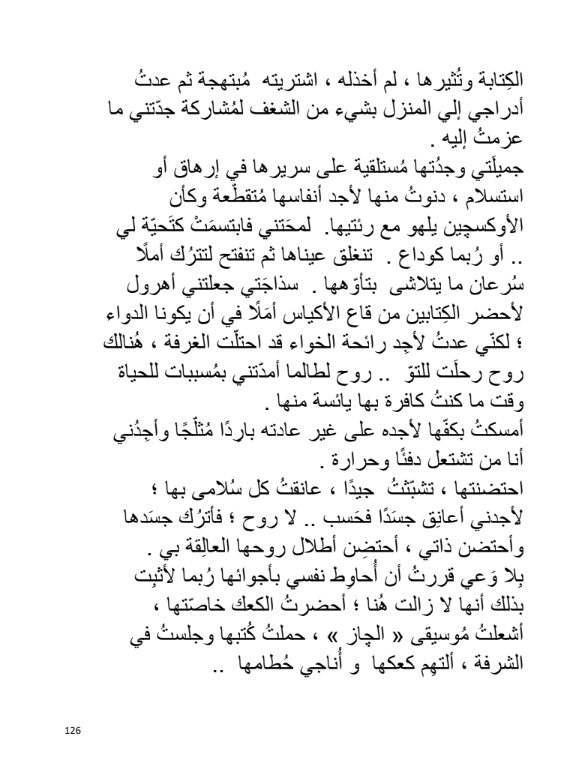 الكِتابة وتُثيرها ، لم أخذله ، اشتريته مُبتهجة ثم عدتُ
أدراجي إلي المنزل بشيء من الشغف لمُشاركة جدّتني ما
عزمتُ إليه .
جميلَتي وجدُتها مُستلقية على سريرها في إرهاق أو
استسلام ، دنوتُ منها لأجد أنفاسها مُتقطّعة وكأن
الأوكسچين يلهو مع رئتيها. لمحَتني فابتسمَتْ كتَحيّة لي
.. أو رُبما كوداع . تنغلق عيناها ثم تنفتح لتترُك أملًا
سُرعان ما يتلاشى بتأوّهها . سذاجَتي جعلتني أهرول
لأحضر الكِتابين من قاع الأكياس أمَلًا في أن يكونا الدواء
؛ لكنّي عدتُ لأجِد رائحة الخواء قد احتلّت الغرفة ، هُنالك
روح رحلَت للتوّ .. روح لطالما أمدّتني بمُسببات للحياة
وقت ما كنتُ كافرة بها يائسة منها .
أمسكتُ بكفّها لأجده على غير عادته بارِدًا مُثلّجًا وأجِدُني
أنا من تشتعل دفئًا وحرارة .
احتضنتها ، تشبّثتُ جيدًا ، عانقتُ كل سُلامى بها ؛
لأجدني أعانِق جسَدًا فحَسب .. لا روح ؛ فأترُك جسَدها
وأحتضن ذاتي ، أحتضِن أطلال روحها العالِقة بي .
بِلا وَعي قررتُ أن أُحاوِط نفسي بأجوائها رُبما لأثبِت
بذلك أنها لا زالت هُنا ؛ أحضرتُ الكعك خاصّتها ،
أشعلتُ مُوسيقى « الچاز » ، حملتُ كُتبها وجلستُ في
الشرفة ، ألتهِم كعكها و أُناجي حُطامها ..
126